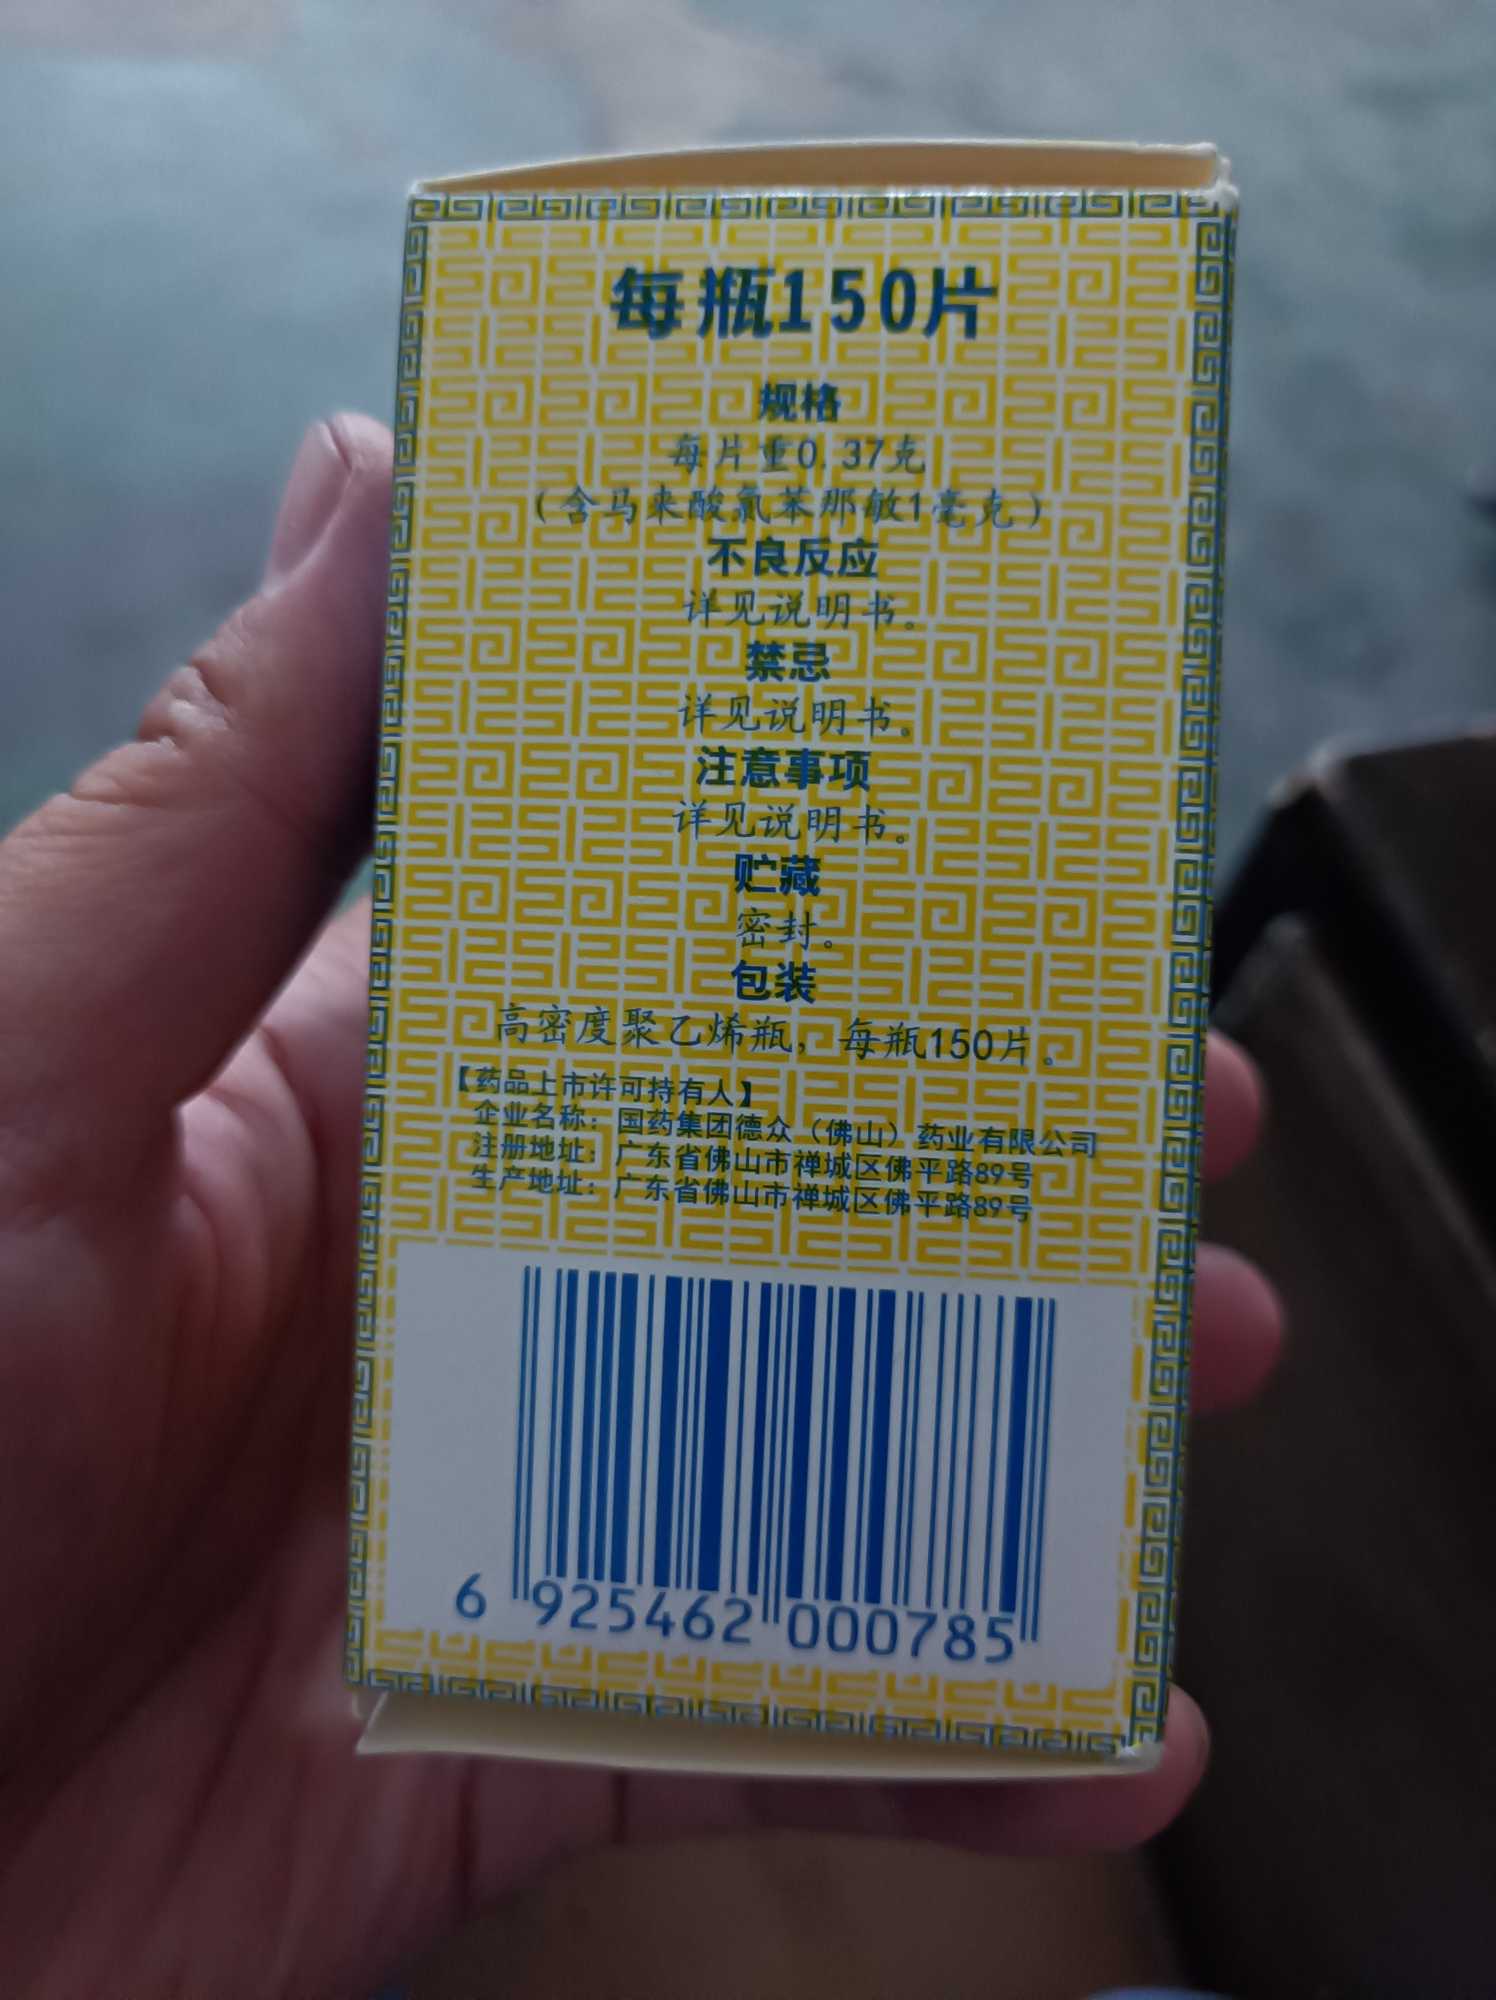 每瓶150片
规格
每片重0.37克
(含马来酸氯苯那敏1毫克)
不良反应
详见说明书。
禁忌
详见说明书。
注意事项
详见说明书。
贮藏
密封。
包装
高密度聚乙烯瓶，每瓶150片。
【药品上市许可持有人】
企业名称：国药集团德众（佛山）药业有限公司
注册地址：广东省佛山市禅城区佛平路89号
生产地址：广东省佛山市禅城区佛平路89号
6 925462 000785